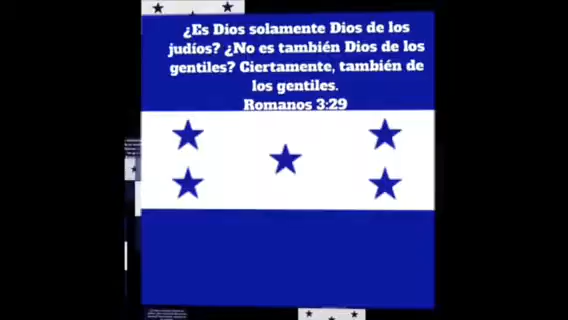 ¿Es Dios solamente Dios de los
judíos? ¿No es también Dios de los
gentiles? Ciertamente, también de
los gentiles.
Romanos 3:29